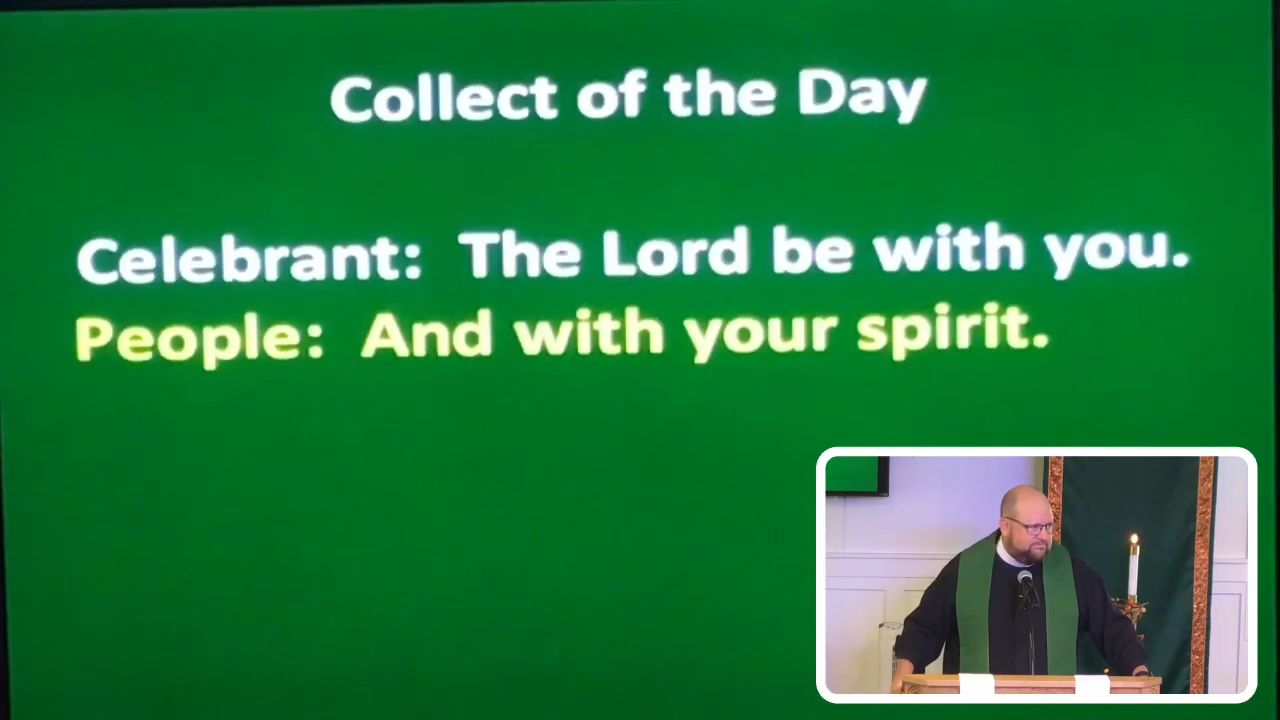 Collect of the Day
Celebrant: The Lord be with you.
People: And with your spirit.